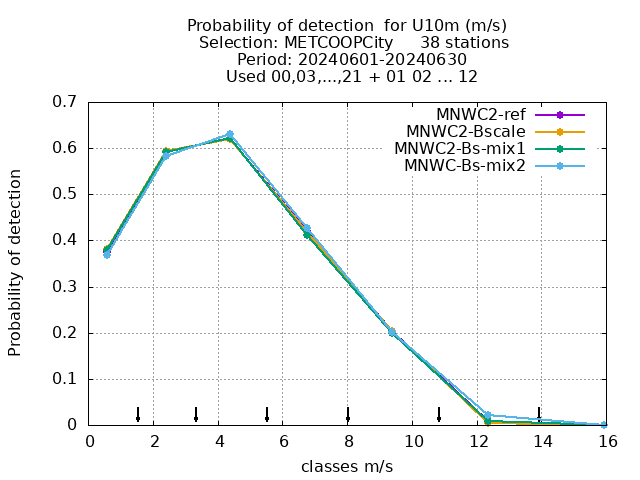 Probability of detection  for U10m (m/s)
Selection: METCOOPCity     38 stations
Period: 20240601-20240630
Used 00,03,...,21 + 01 02 ... 12
MNWC2-ref
MNWC2-Bscale
MNWC2-Bs-mix1
MNWC-Bs-mix2
Probability of detection
0.7
0.6
0.5
0.4
0.3
0.2
0.1
0
0 2 4 6 8 10 12 14 16
classes m/s